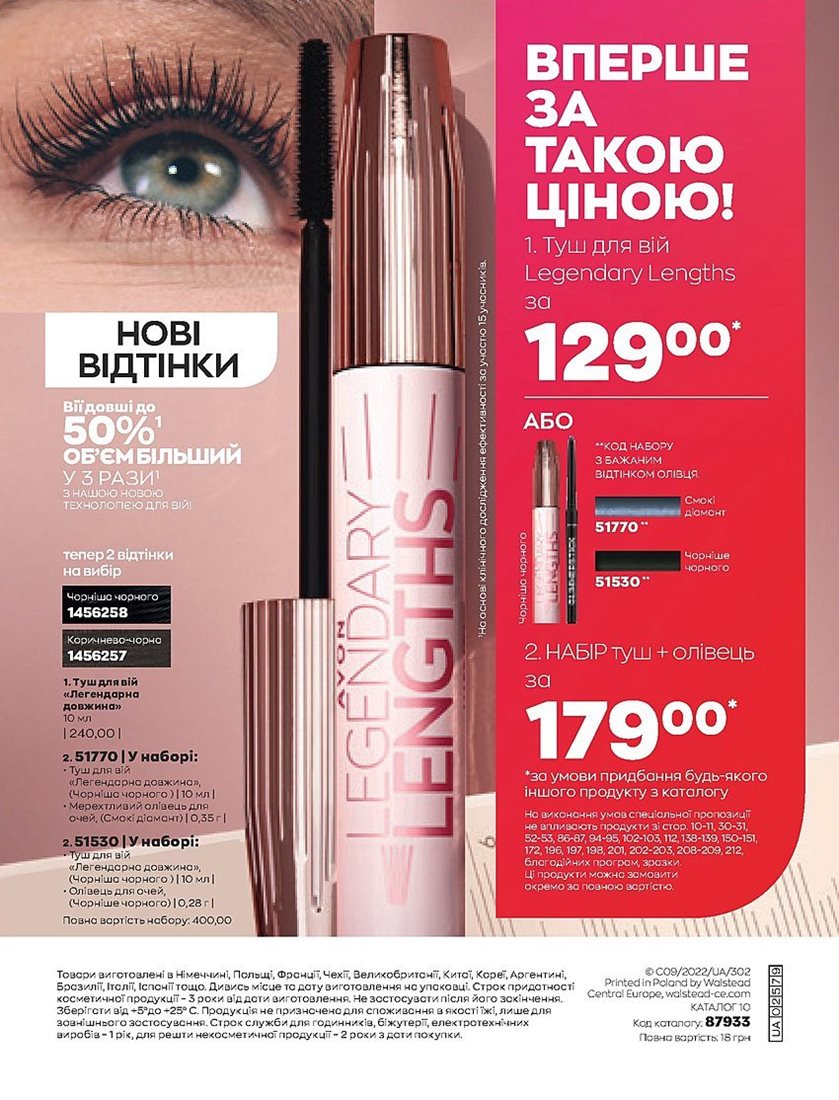 ВПЕРШЕ
ЗА
ТАКОЮ
ЦІНОЮ!
1. Туш для вій
Legendary Lengths
за
129⁰⁰*
АБО
**КОД НАБОРУ
З БАЖАНИМ
ВІДТІНКОМ ОЛІВЦЯ.
Смокі
діамант
51770**
Чорніше
чорного
51530**
Чорніша чорного
LEGENDARY
LENGTHS
2. НАБІР туш + олівець
за
179⁰⁰*
*за умови придбання будь-якого
іншого продукту з каталогу
На виконання умов спеціальної пропозиції
не впливають продукти зі стор. 10-11, 30-31,
52-53, 86-87, 94-95, 102-103, 112, 138-139, 150-151,
172, 196, 197, 198, 201, 202-203, 208-209, 212,
благодійних програм, зразки.
Ці продукти можна замовити
окремо за повною вартістю.
НОВІ
ВІДТІНКИ
Вії довші до
50%¹
ОБ'ЄМ БІЛЬШИЙ
У 3 РАЗИ¹
З НАШОЮ НОВОЮ
ТЕХНОЛОГІЄЮ ДЛЯ ВІЙ!
тепер 2 відтінки
на вибір
Чорніша чорного
1456258
Коричнево-чорна
1456257
1. Туш для вій
«Легендарна
довжина»
10 мл
| 240,00 |
2. 51770 | У наборі:
• Туш для вій
«Легендарна довжина»,
(Чорніша чорного ) | 10 мл |
• Мерехтливий олівець для
очей, (Смокі діамант) | 0,35 г |
2. 51530 | У наборі:
• Туш для вій
«Легендарна довжина»,
(Чорніша чорного ) | 10 мл |
• Олівець для очей,
(Чорніше чорного ) | 0,28 г |
Повна вартість набору: 400,00
AVON
LEGENDARY
LENGTHS
¹На основі клінічного дослідження ефективності за участю 15 учасників.
Товари виготовлені в Німеччині, Польщі, Франції, Чехії, Великобританії, Китаї, Кореї, Аргентині,
Бразилії, Італії, Іспанії тощо. Дивись місце та дату виготовлення на упаковці. Строк придатності
косметичної продукції – 3 роки від дати виготовлення. Не застосувати після його закінчення.
Зберігати від +5°до +25° С. Продукція не призначена для споживання в якості їжі, лише для
зовнішнього застосування. Строк служби для годинників, біжутерії, електротехнічних
виробів – 1 рік, для решти некосметичної продукції – 2 роки з дати покупки.
© C09/2022/UA/302
Printed in Poland by Walstead
Central Europe, walstead-ce.com
КАТАЛОГ 10
Код каталогу: 87933
Повна вартість: 18 грн
UA 02579